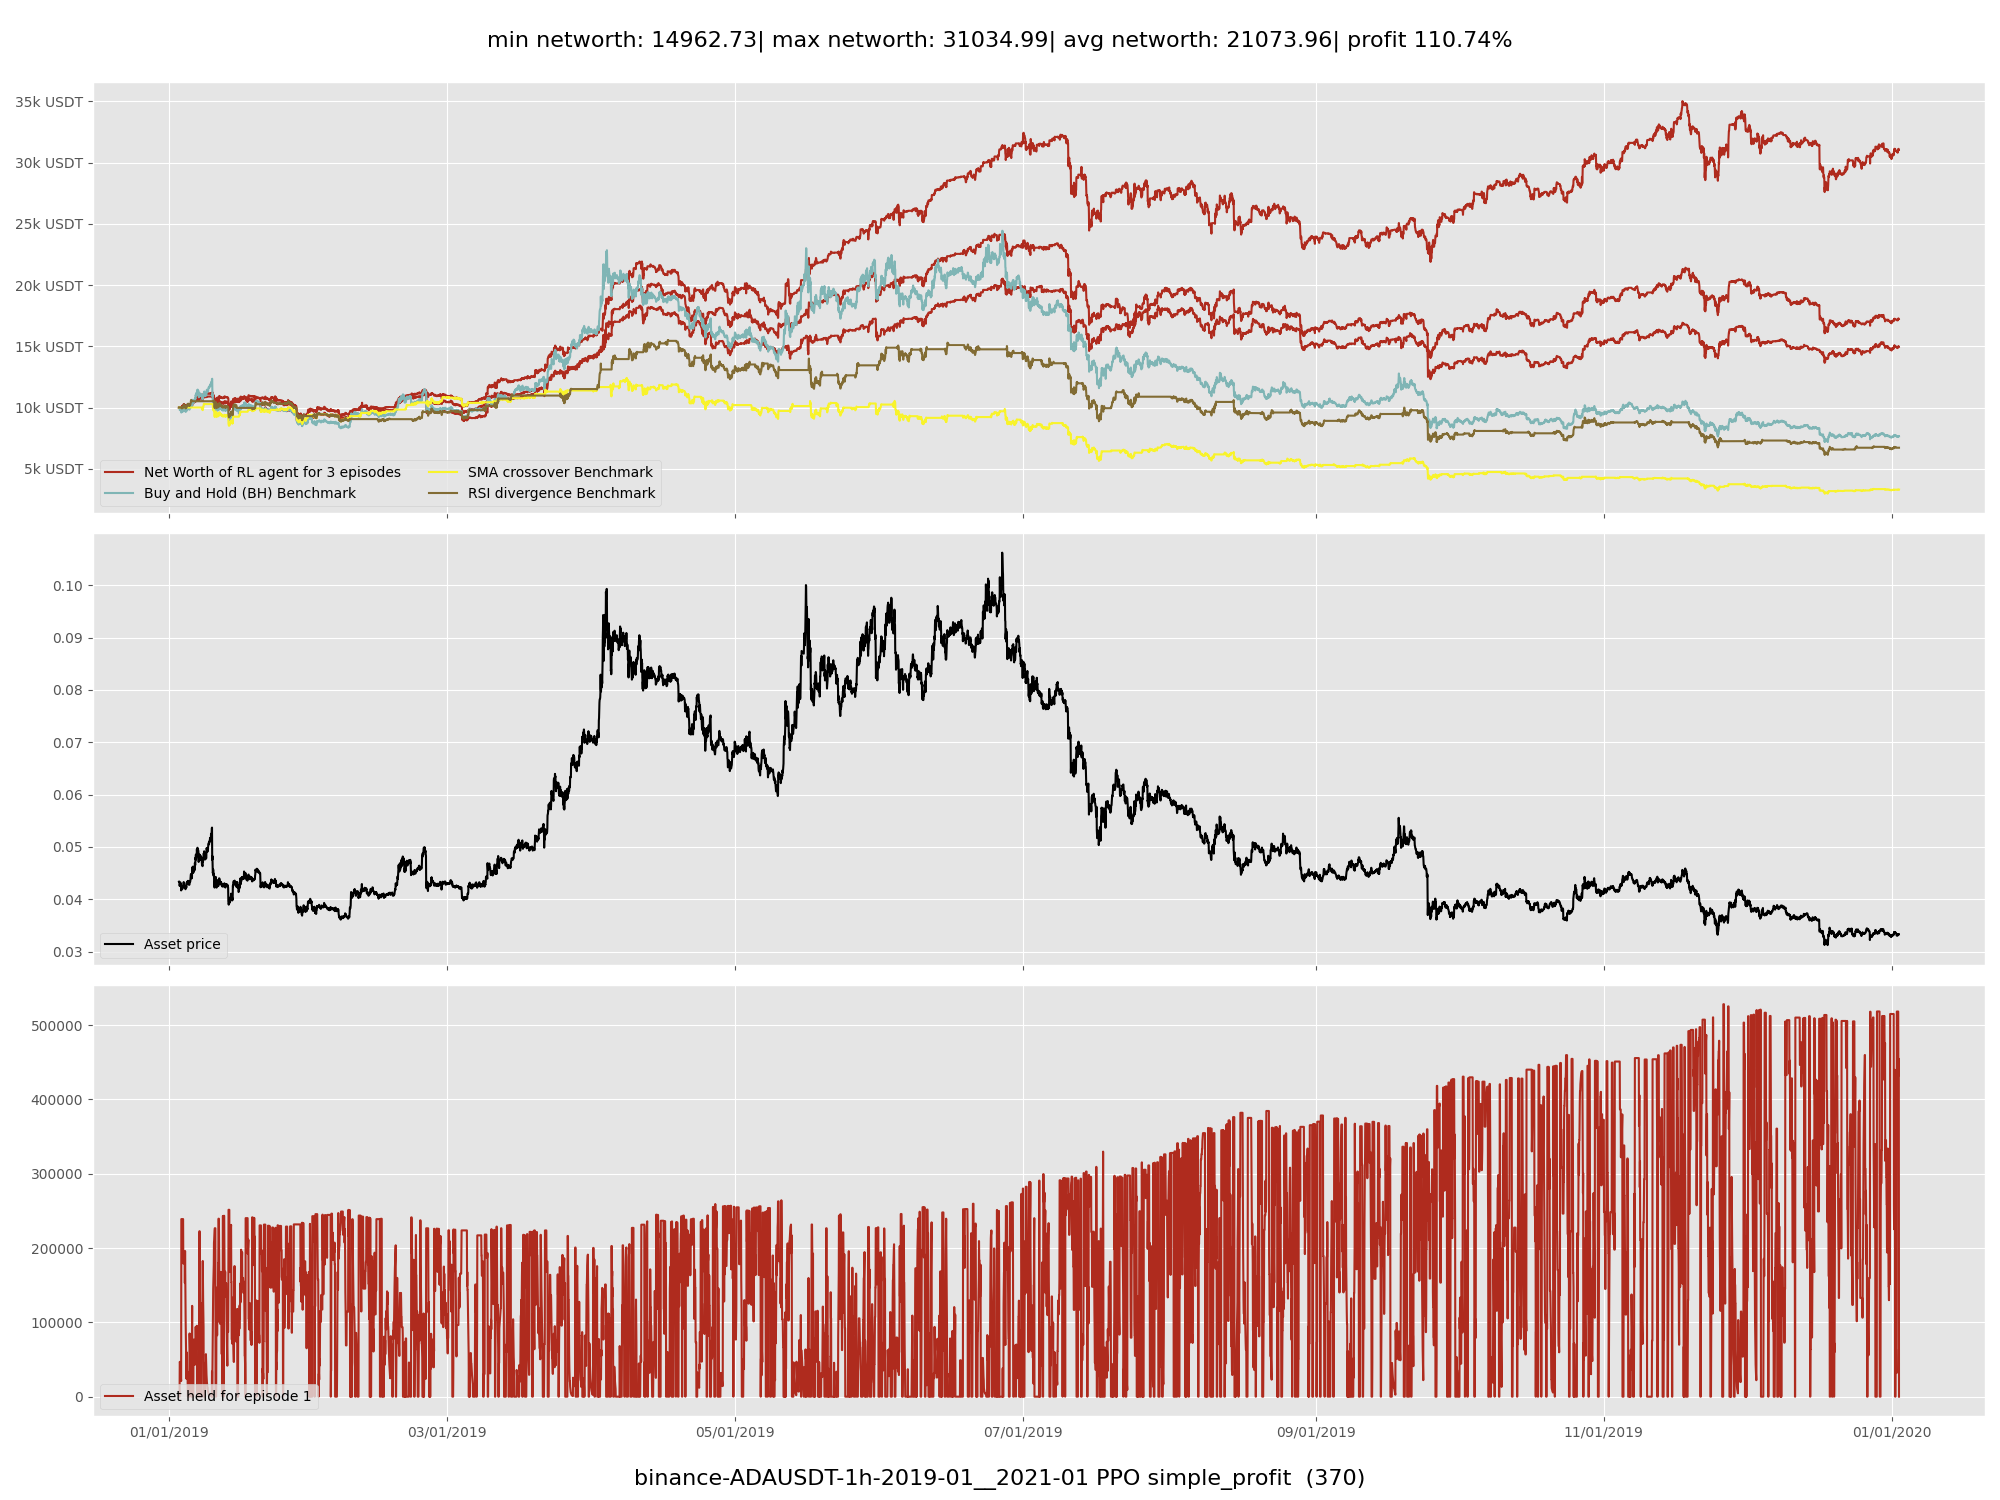 min networth: 14962.73| max networth: 31034.99| avg networth: 21073.96| profit 110.74%
35k USDT
30k USDT
25k USDT
20k USDT
15k USDT
10k USDT
5k USDT
Net Worth of RL agent for 3 episodes
Buy and Hold (BH) Benchmark
SMA crossover Benchmark
RSI divergence Benchmark
0.10
0.09
0.08
0.07
0.06
0.05
0.04
0.03
Asset price
500000
400000
300000
200000
100000
0
Asset held for episode 1
01/01/2019 03/01/2019 05/01/2019 07/01/2019 09/01/2019 11/01/2019 01/01/2020
binance-ADAUSDT-1h-2019-01__2021-01 PPO simple_profit (370)